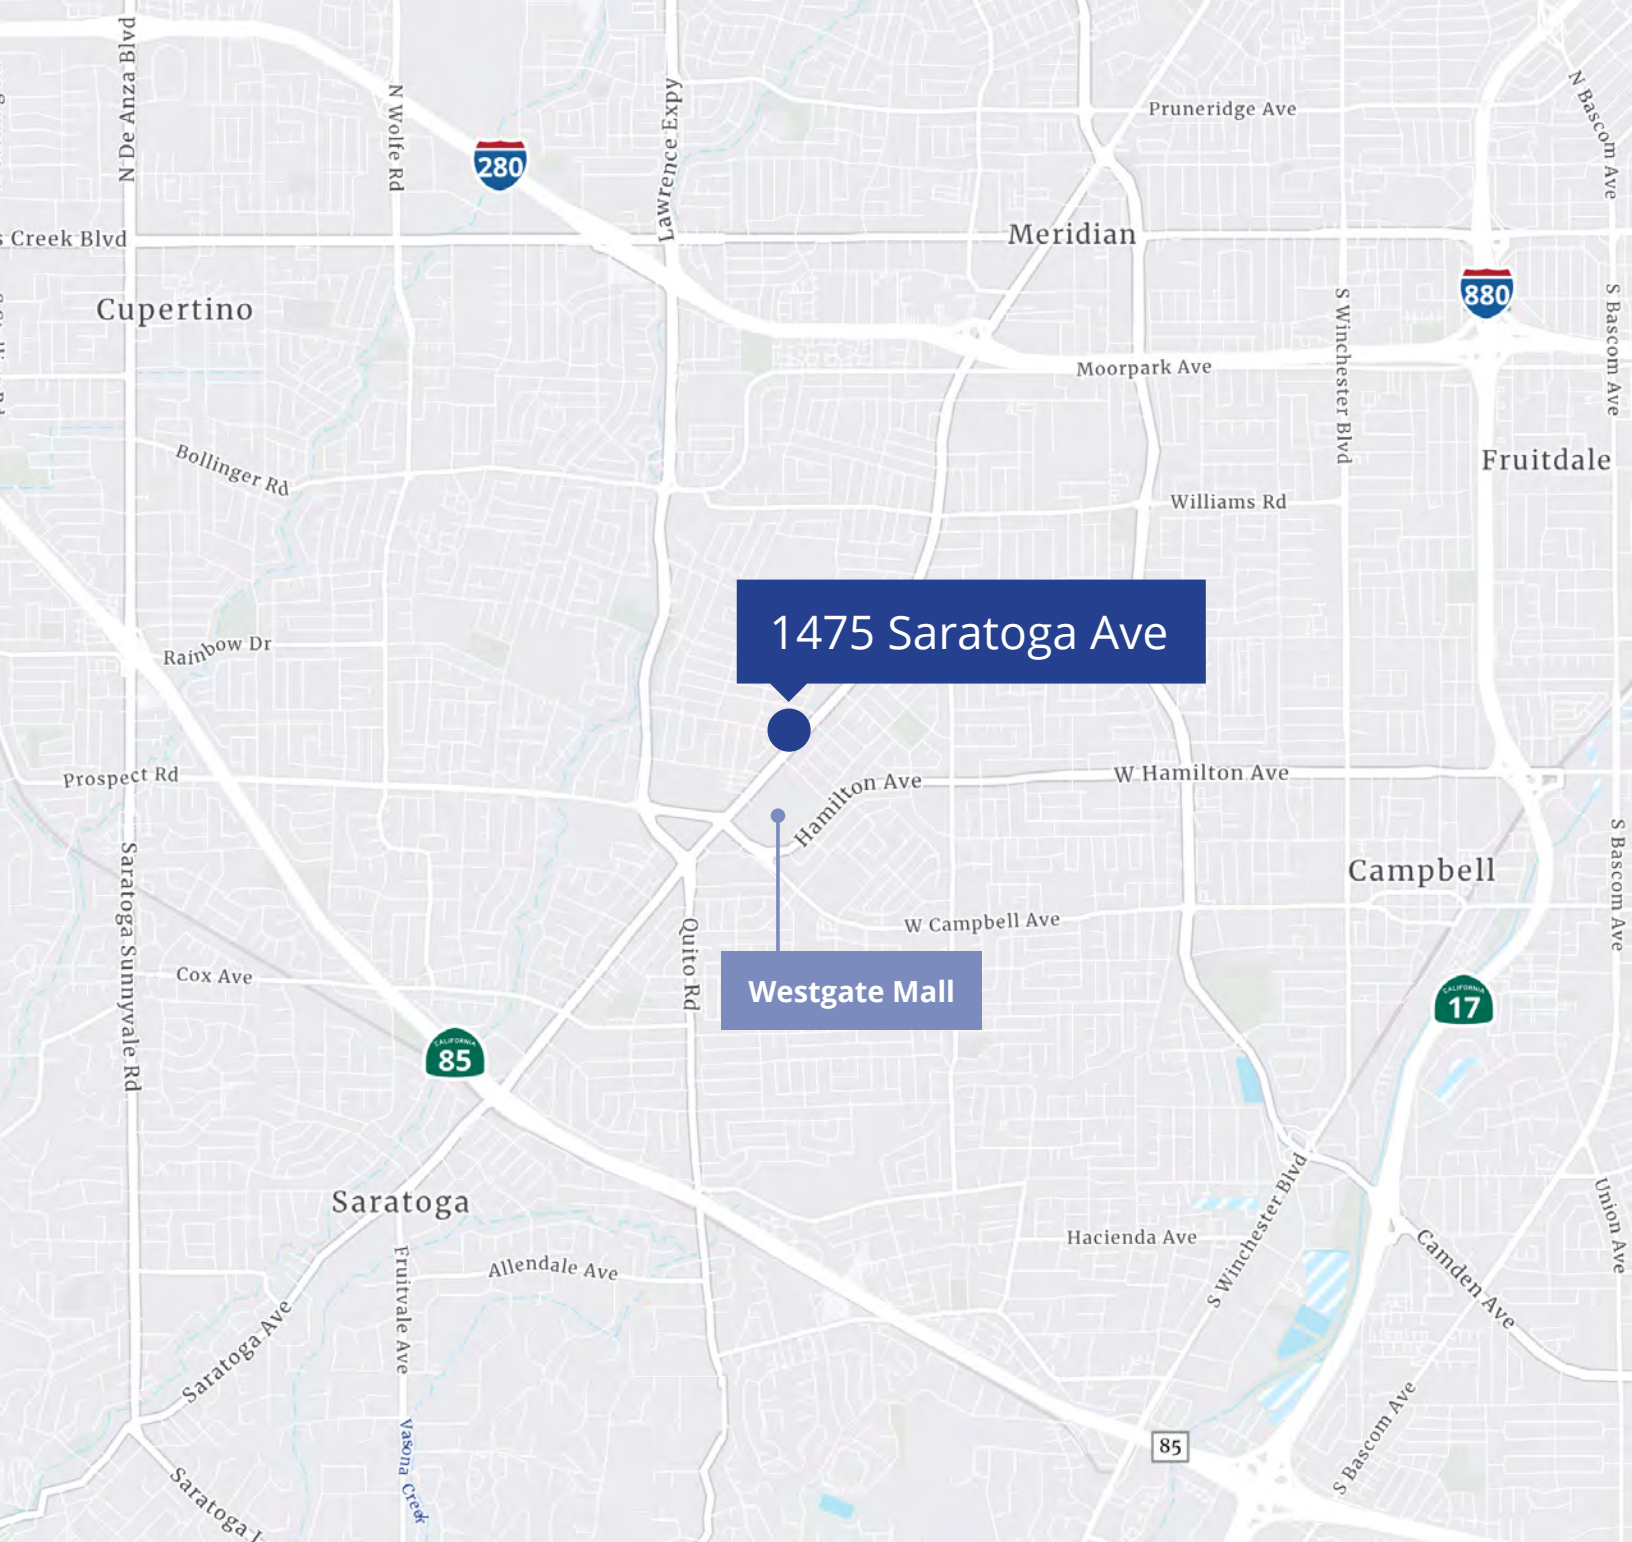 N De Anza Blvd
N Wolfe Rd
Lawrence Expy
Pruneridge Ave
N Bascom Ave
280
Creek Blvd
Meridian
880
Cupertino
S Winchester Blvd
S Bascom Ave
Moorpark Ave
Bollinger Rd
Fruitdale
Williams Rd
1475 Saratoga Ave
Rainbow Dr
Prospect Rd
Hamilton Ave
W Hamilton Ave
Saratoga Sunnyvale Rd
Campbell
S Bascom Ave
W Campbell Ave
Quito Rd
Cox Ave
Westgate Mall
CALIFORNIA
17
CALIFORNIA
85
Saratoga
Hacienda Ave
S Winchester Blvd
Union Ave
Allendale Ave
Fruitvale Ave
Camden Ave
Saratoga Ave
Vasona Creek
85
S Bascom Ave
Saratoga